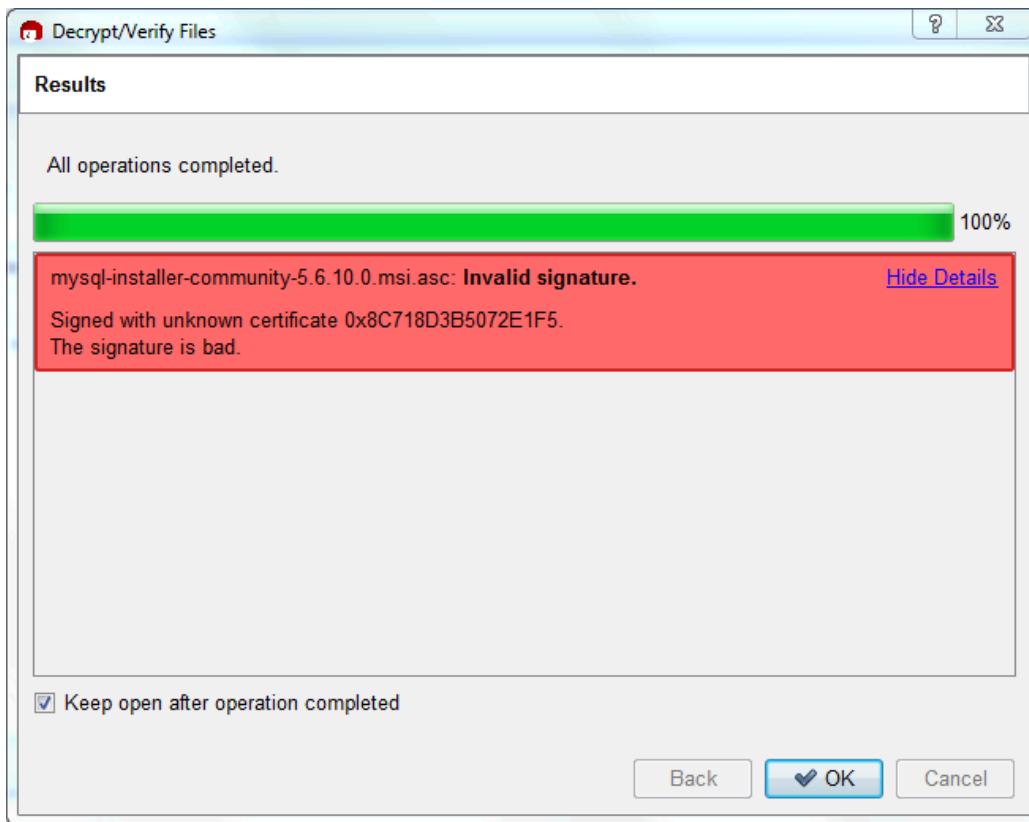 Decrypt/Verify Files
Results
All operations completed.
100%
mysql-installer-community-5.6.10.0.msi.asc: Invalid signature. Hide Details
Signed with unknown certificate 0x8C718D3B5072E1F5.
The signature is bad.
Keep open after operation completed
Back OK Cancel